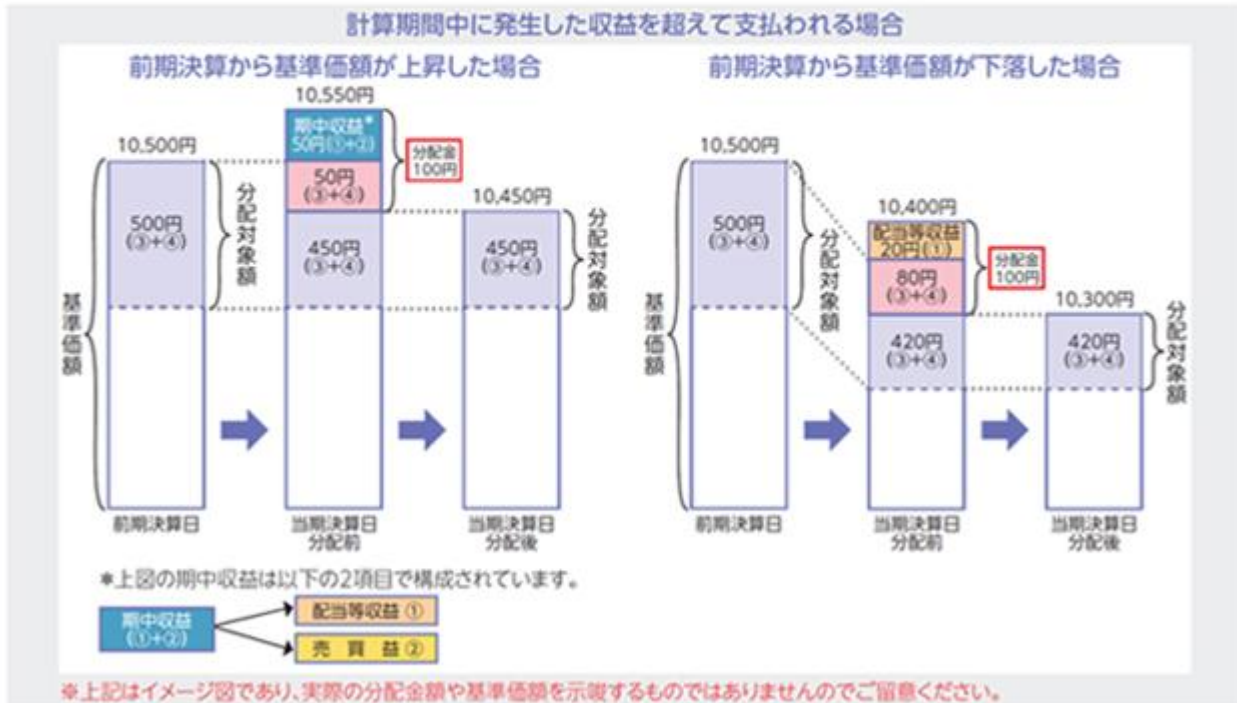 計算期間中に発生した収益を超えて支払われる場合
前期決算から基準価額が上昇した場合
10,550円
期中収益*
50円(①+②)
10,500円
分配金
100円
50円
(③+④)
10,450円
500円
(③+④)
分配対象額
450円
(③+④)
450円
(③+④)
分配対象額
基準価額
前期決算日
当期決算日
分配前
当期決算日
分配後
前期決算から基準価額が下落した場合
10,500円
10,400円
500円
(③+④)
分配対象額
配当等収益
20円(①)
分配金
100円
80円
(③+④)
10,300円
420円
(③+④)
420円
(③+④)
分配対象額
基準価額
前期決算日
当期決算日
分配前
当期決算日
分配後
*上図の期中収益は以下の2項目で構成されています。
期中収益
(①+②)
配当等収益 ①
売 買 益 ②
※上記はイメージ図であり、実際の分配金額や基準価額を示唆するものではありませんのでご留意ください。